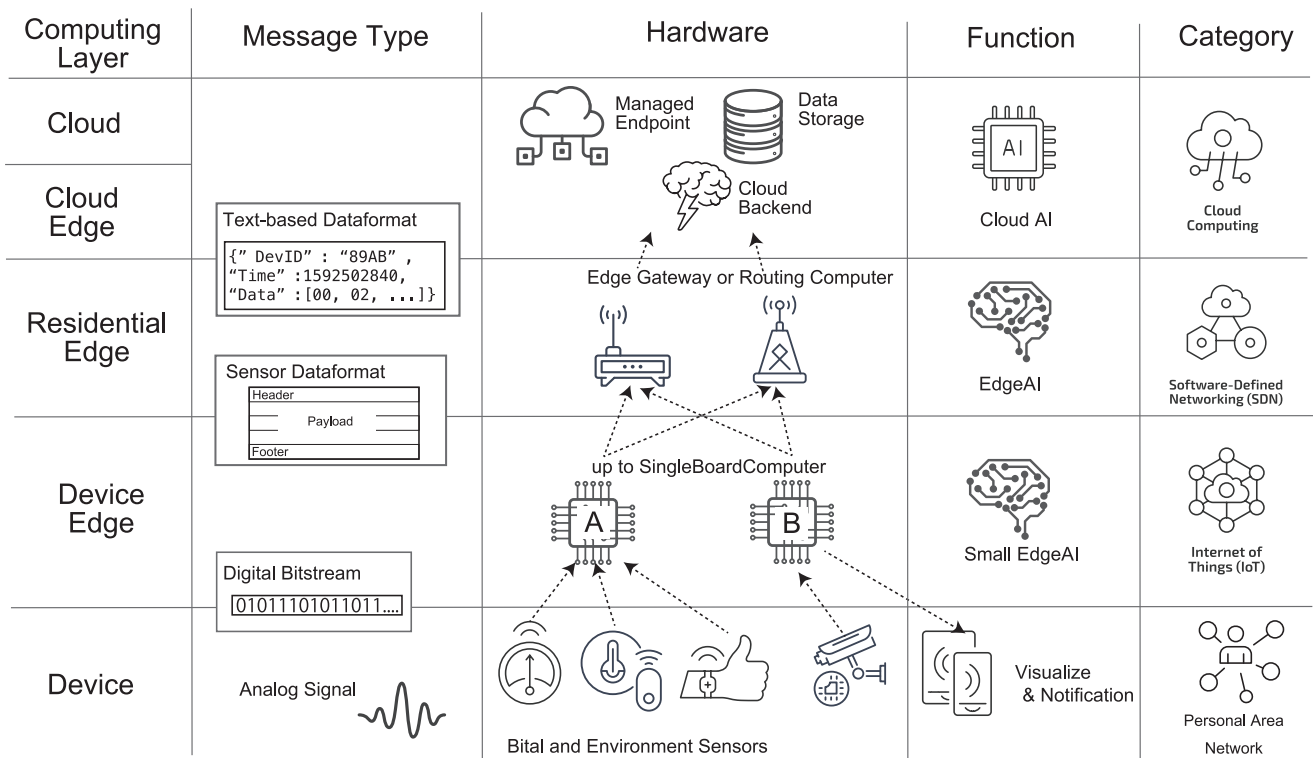 Computing
Layer
Message Type
Hardware
Function
Category
Cloud
Managed
Endpoint
Data
Storage
AI
Cloud
Edge
Cloud
Backend
Cloud AI
Cloud
Computing
Text-based Dataformat
{” DevID” : “89AB” ,
“Time” :1592502840,
“Data” :[00, 02, ...]}
Residential
Edge
Edge Gateway or Routing Computer
EdgeAI
Software-Defined
Networking (SDN)
Sensor Dataformat
Header
Payload
Footer
Device
Edge
up to SingleBoardComputer
A
B
Small EdgeAI
Internet of
Things (IoT)
Digital Bitstream
01011101011011....
Device
Analog Signal
Bital and Environment Sensors
Visualize
& Notification
Personal Area
Network